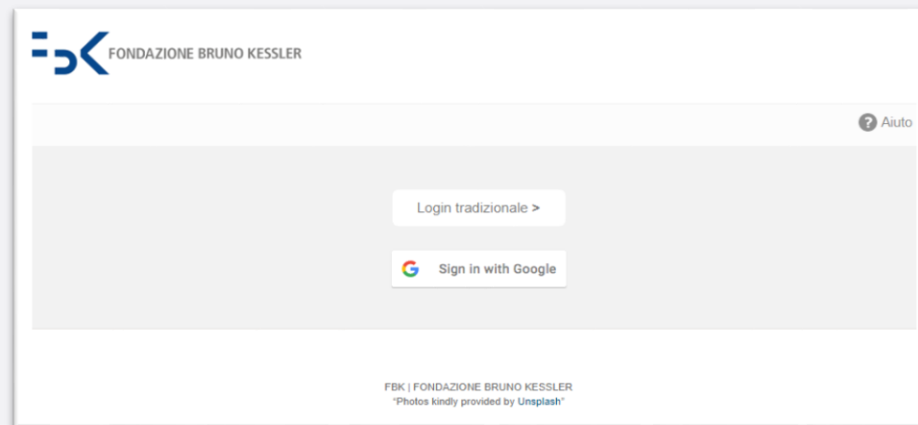 FBK FONDAZIONE BRUNO KESSLER
? Aiuto
Login tradizionale >
G Sign in with Google
FBK | FONDAZIONE BRUNO KESSLER
"Photos kindly provided by Unsplash"